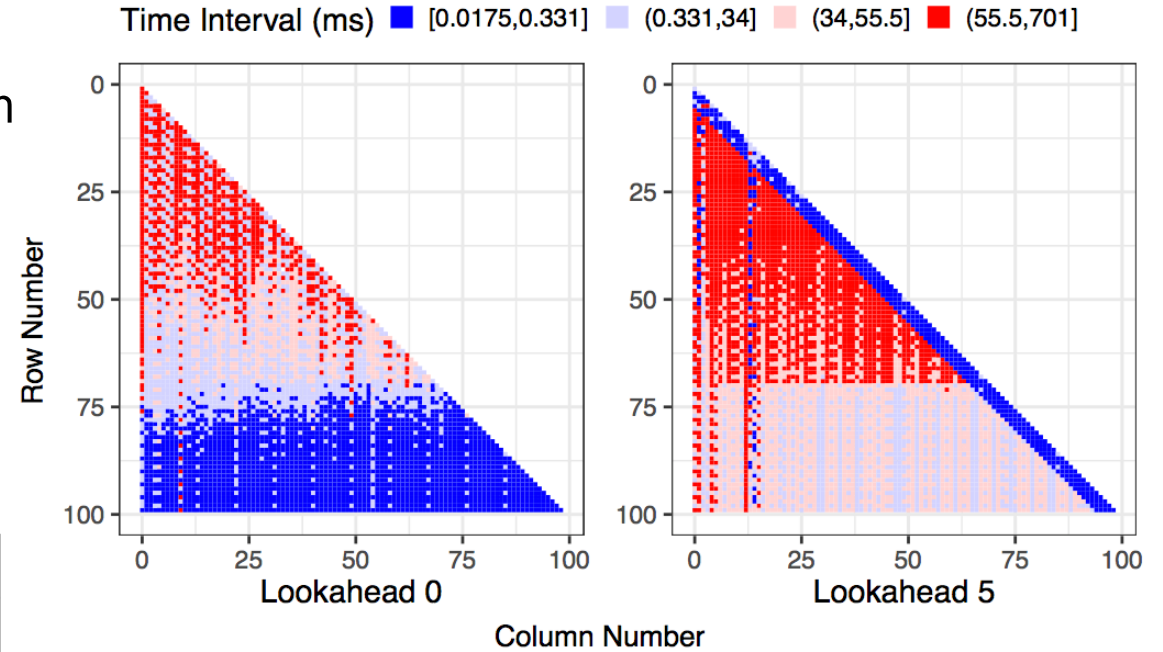 Time Interval (ms) [0.0175,0.331] (0.331,34] (34,55.5] (55.5,701]
n
Row Number
0
25
50
75
100
0 25 50 75 100
Lookahead 0
0
25
50
75
100
0 25 50 75 100
Lookahead 5
Column Number